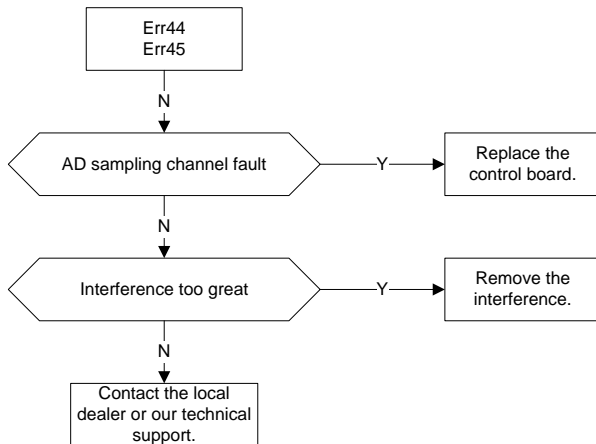 Err44
Err45
N
AD sampling channel fault
Y
Replace the
control board.
N
Interference too great
Y
Remove the
interference.
N
Contact the local
dealer or our technical
support.